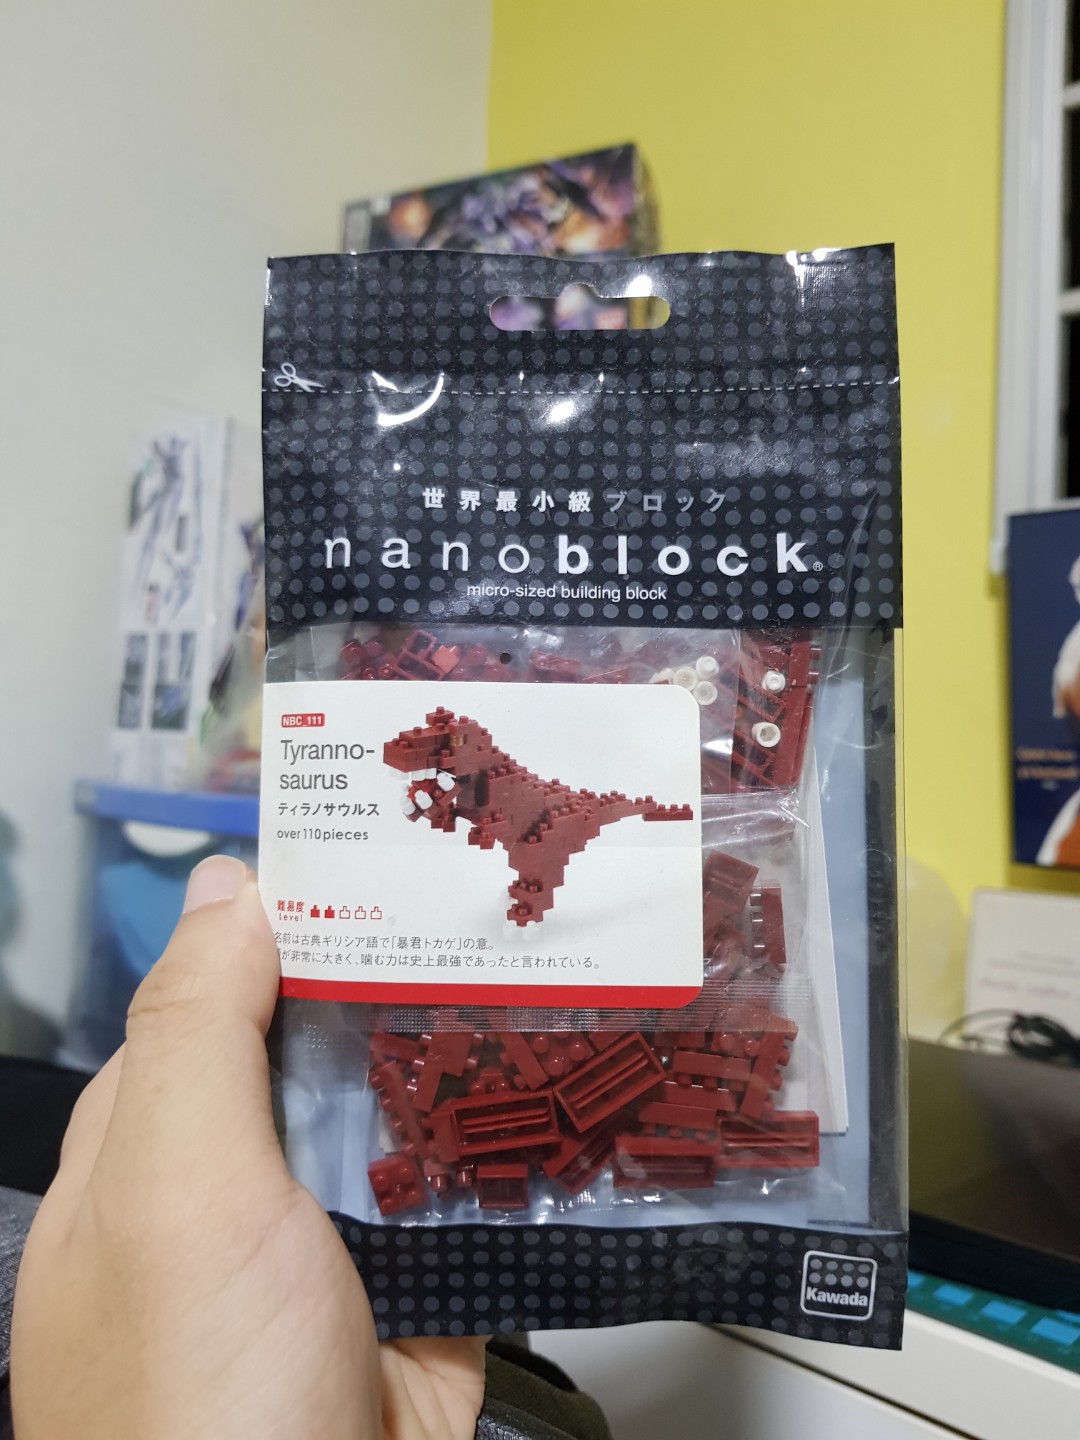 世界最小級ブロック
nanoblock®
micro-sized building block
NBC_111
Tyranno-
saurus
ティラノサウルス
over 110 pieces
難易度
Level
名前は古典ギリシア語で「暴君トカゲ」の意。
が非常に大きく、噛む力は史上最強であったと言われている。
Kawada